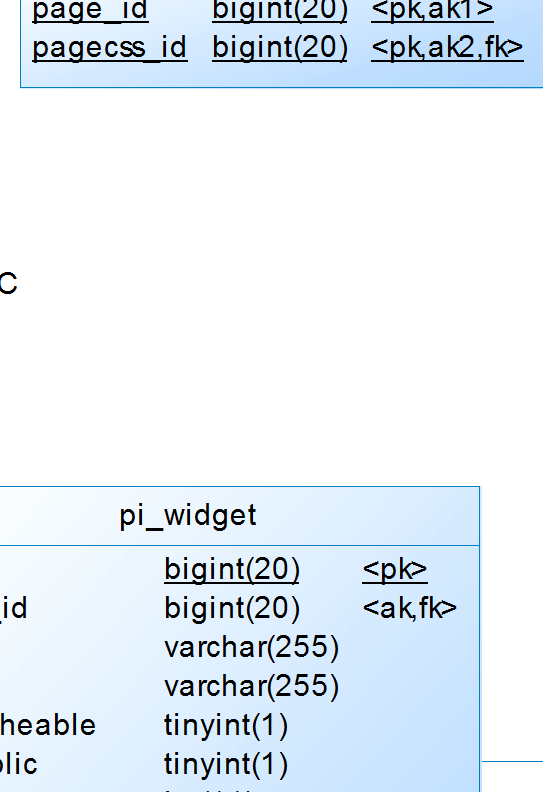 page_id bigint(20) <pk,ak1>
pagecss_id bigint(20) <pk,ak2,fk>
C
pi_widget
bigint(20) <pk>
_id bigint(20) <ak,fk>
varchar(255)
varchar(255)
heable tinyint(1)
lic tinyint(1)